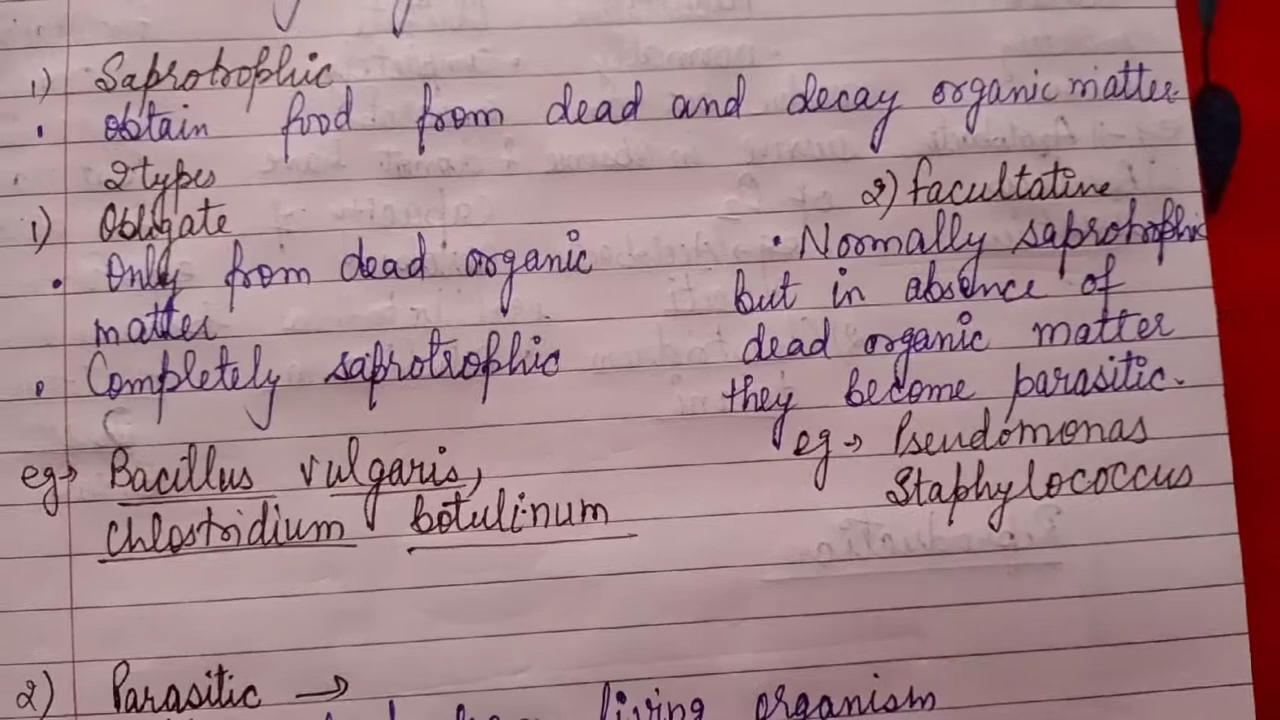 1) Saprotrophic
• obtain food from dead and decay organic matter.
2 types
1) Obligate
• Only from dead organic
matter
• Completely saprotrophic
eg→ Bacillus vulgaris,
Chlostridium botulinum
2) facultative
• Normally saprotrophic
but in absence of
dead organic matter
they become parasitic.
eg → Pseudomonas
Staphylococcus
2) Parasitic →
living organism